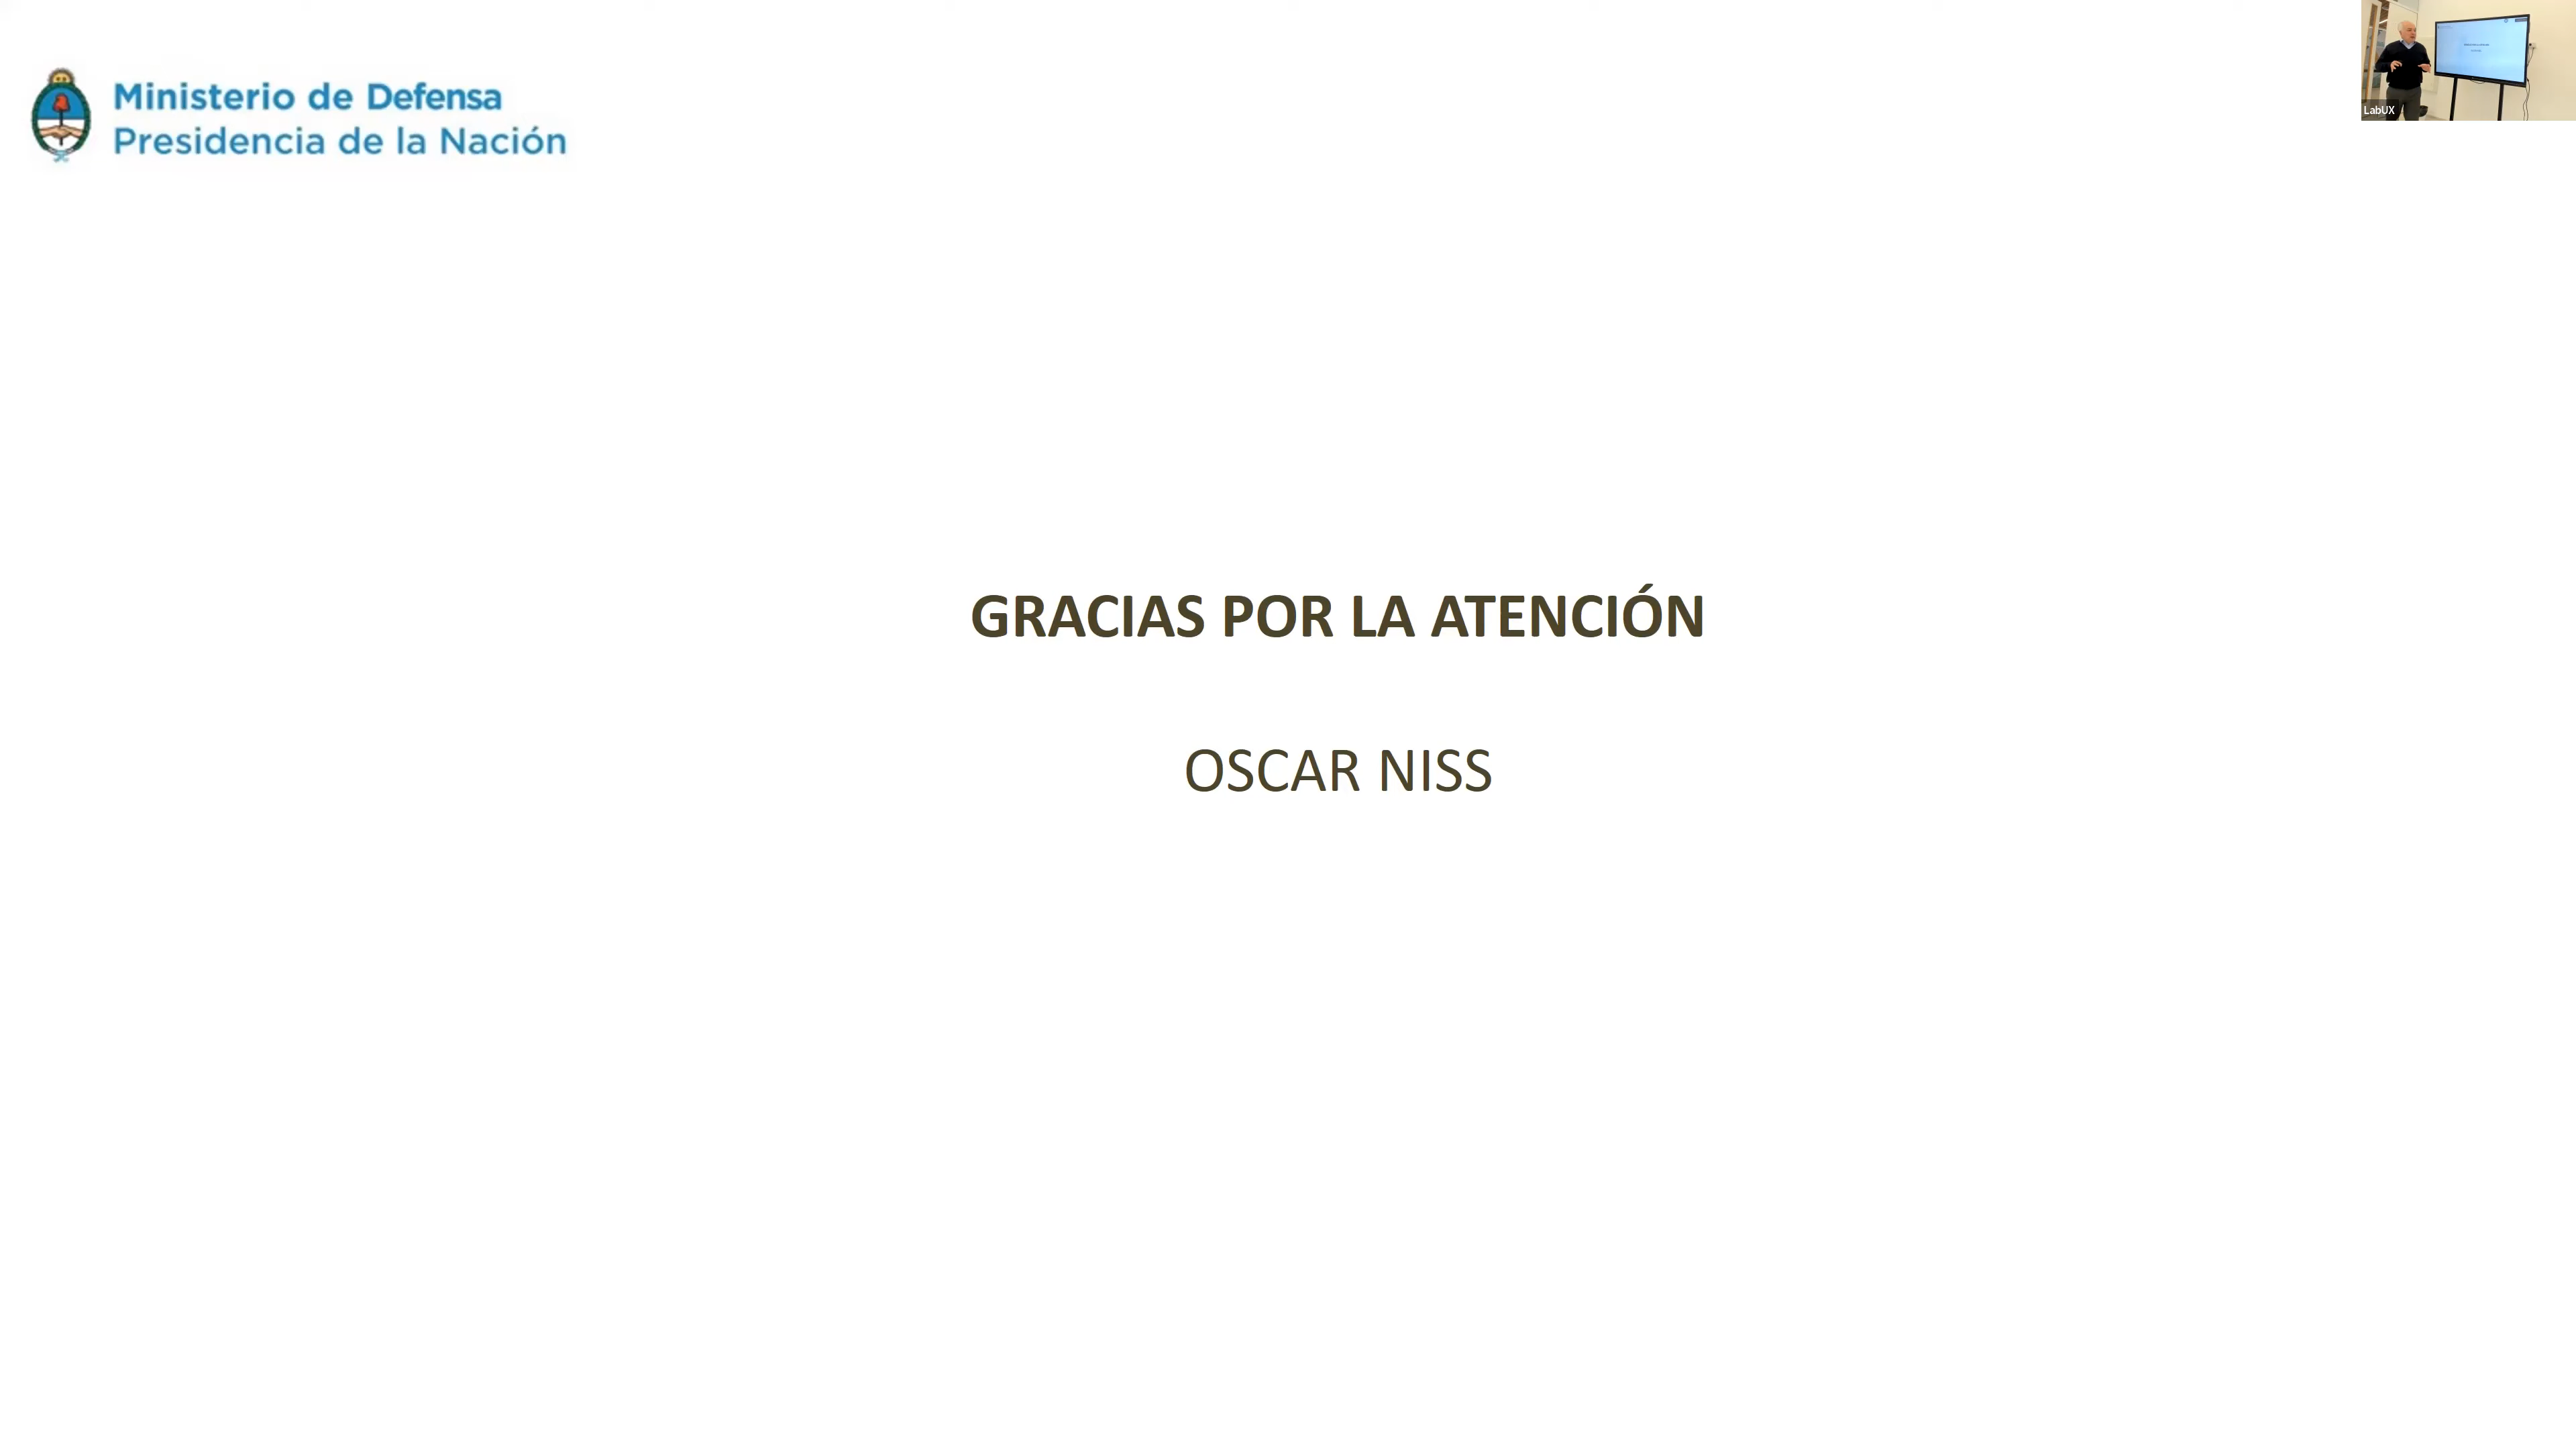 Ministerio de Defensa
Presidencia de la Nación
LabUX
GRACIAS POR LA ATENCIÓN
OSCAR NISS